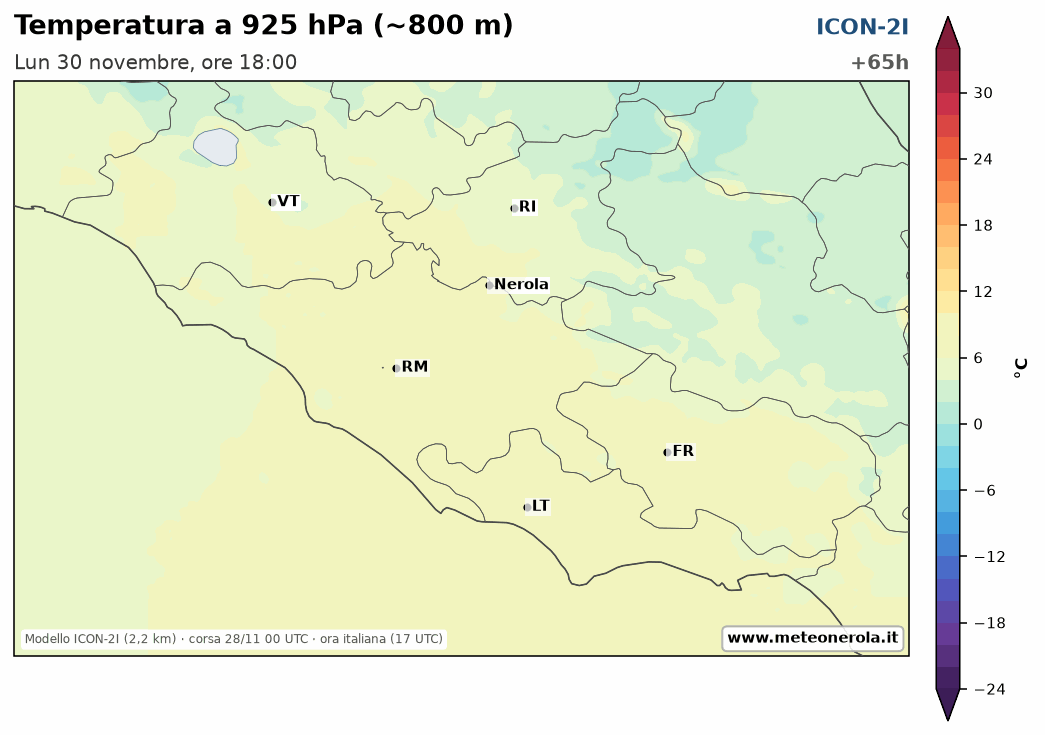 Temperatura a 925 hPa (~800 m)
ICON-2I
Lun 30 novembre, ore 18:00
+65h
30
24
18
12
6
0
−6
−12
−18
−24
°C
VT
RI
Nerola
RM
FR
LT
Modello ICON-2I (2,2 km) · corsa 28/11 00 UTC · ora italiana (17 UTC)
www.meteonerola.it